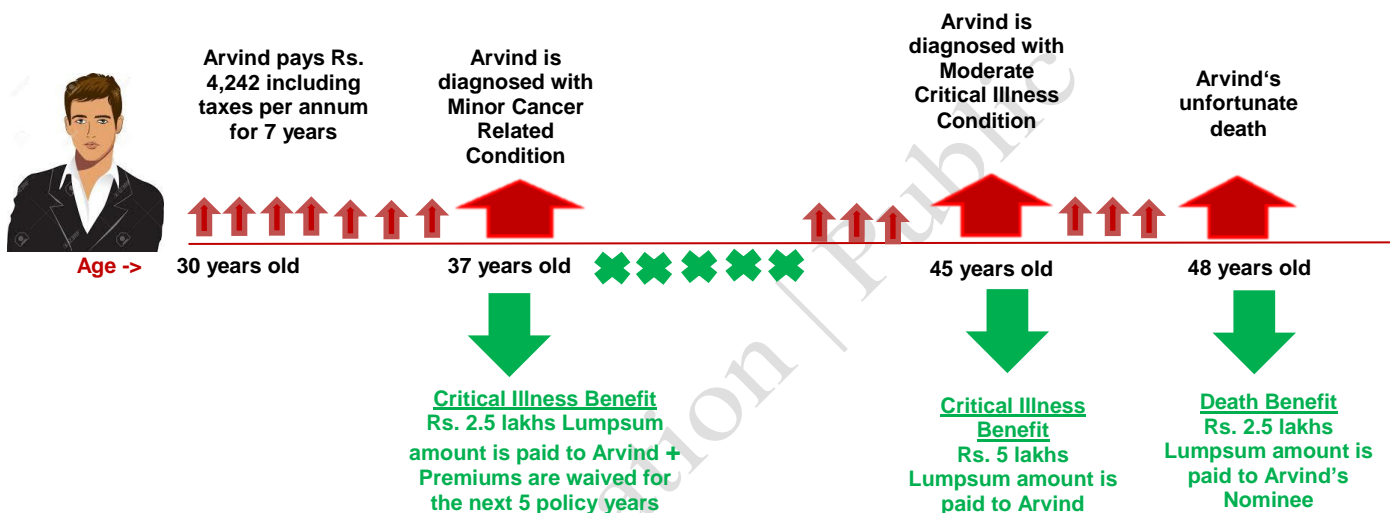 Arvind pays Rs.
4,242 including
taxes per annum
for 7 years
Arvind is
diagnosed with
Minor Cancer
Related
Condition
Arvind is
diagnosed with
Moderate
Critical Illness
Condition
Arvind‘s
unfortunate
death
Age -> 30 years old 37 years old 45 years old 48 years old
Critical Illness Benefit
Rs. 2.5 lakhs Lumpsum
amount is paid to Arvind +
Premiums are waived for
the next 5 policy years
Critical Illness
Benefit
Rs. 5 lakhs
Lumpsum amount is
paid to Arvind
Death Benefit
Rs. 2.5 lakhs
Lumpsum amount is
paid to Arvind’s
Nominee
ation | Public